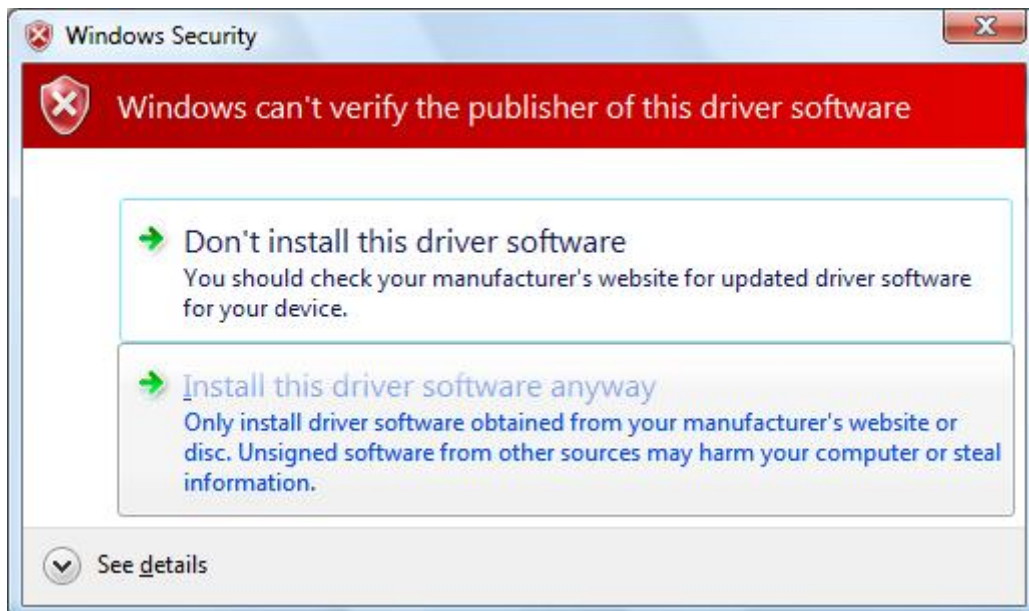 Windows Security
Windows can't verify the publisher of this driver software
Don't install this driver software
You should check your manufacturer's website for updated driver software
for your device.
Install this driver software anyway
Only install driver software obtained from your manufacturer's website or
disc. Unsigned software from other sources may harm your computer or steal
information.
See details